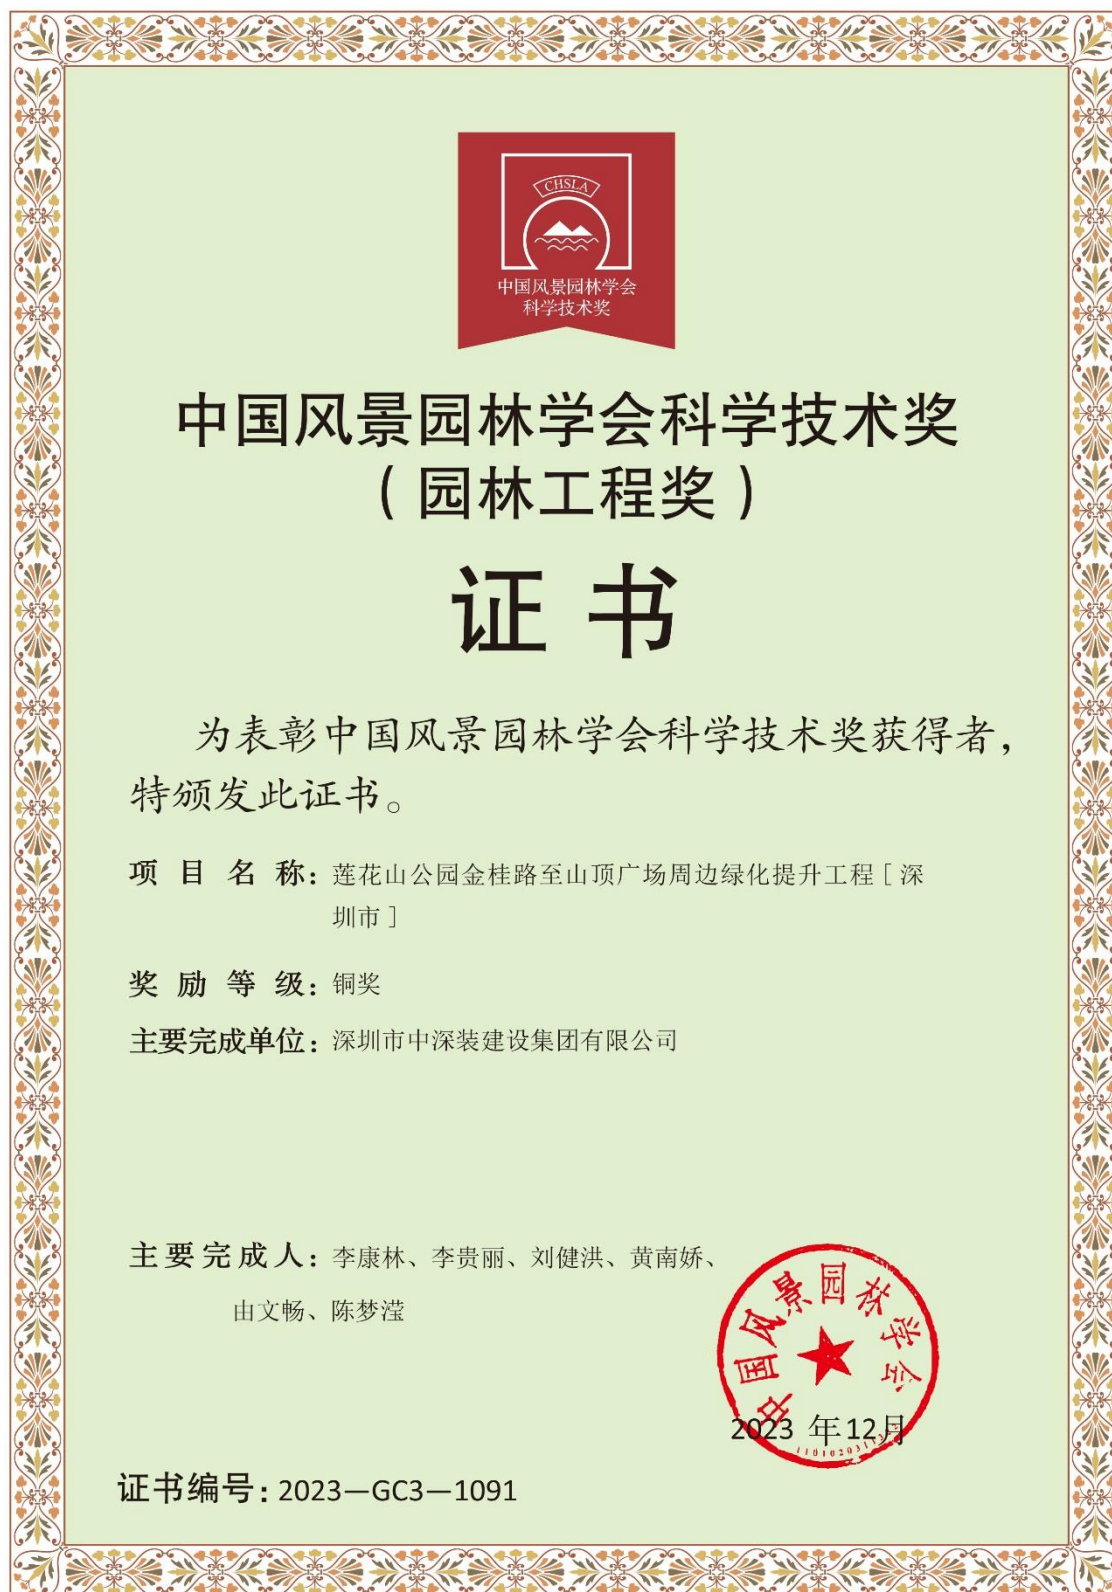 CHSLA
中国风景园林学会
科学技术奖
中国风景园林学会科学技术奖
（园林工程奖）
证书
为表彰中国风景园林学会科学技术奖获得者，
特颁发此证书。
项目名称：莲花山公园金桂路至山顶广场周边绿化提升工程［深
圳市］
奖励等级：铜奖
主要完成单位：深圳市中深装建设集团有限公司
主要完成人：李康林、李贵丽、刘健洪、黄南娇、
由文畅、陈梦滢
中国风景园林学会
2023 年12月
证书编号：2023—GC3—1091